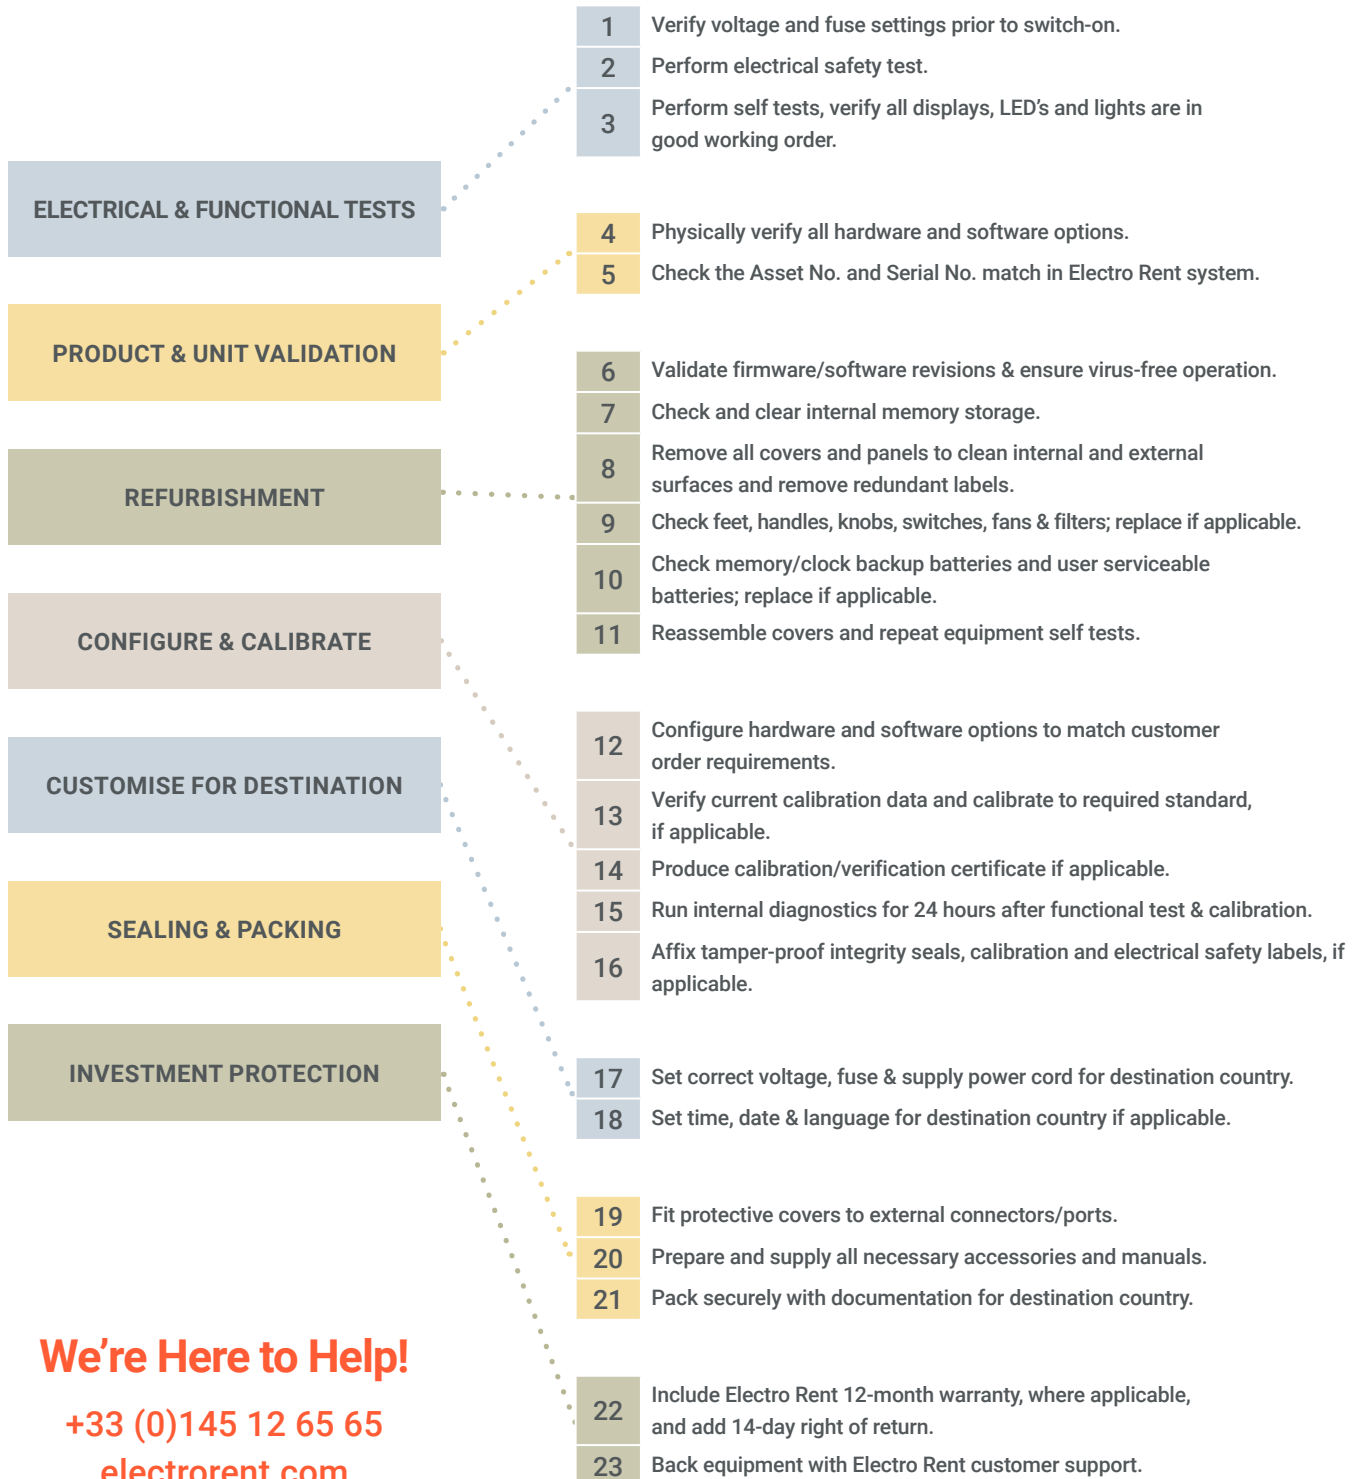 ELECTRICAL & FUNCTIONAL TESTS
1 Verify voltage and fuse settings prior to switch-on.
2 Perform electrical safety test.
3 Perform self tests, verify all displays, LED's and lights are in
good working order.
PRODUCT & UNIT VALIDATION
4 Physically verify all hardware and software options.
5 Check the Asset No. and Serial No. match in Electro Rent system.
REFURBISHMENT
6 Validate firmware/software revisions & ensure virus-free operation.
7 Check and clear internal memory storage.
8 Remove all covers and panels to clean internal and external
surfaces and remove redundant labels.
9 Check feet, handles, knobs, switches, fans & filters; replace if applicable.
10 Check memory/clock backup batteries and user serviceable
batteries; replace if applicable.
11 Reassemble covers and repeat equipment self tests.
CONFIGURE & CALIBRATE
12 Configure hardware and software options to match customer
order requirements.
13 Verify current calibration data and calibrate to required standard,
if applicable.
14 Produce calibration/verification certificate if applicable.
15 Run internal diagnostics for 24 hours after functional test & calibration.
16 Affix tamper-proof integrity seals, calibration and electrical safety labels, if
applicable.
CUSTOMISE FOR DESTINATION
17 Set correct voltage, fuse & supply power cord for destination country.
18 Set time, date & language for destination country if applicable.
SEALING & PACKING
19 Fit protective covers to external connectors/ports.
20 Prepare and supply all necessary accessories and manuals.
21 Pack securely with documentation for destination country.
INVESTMENT PROTECTION
22 Include Electro Rent 12-month warranty, where applicable,
and add 14-day right of return.
23 Back equipment with Electro Rent customer support.
We're Here to Help!
+33 (0)145 12 65 65
electrorent.com